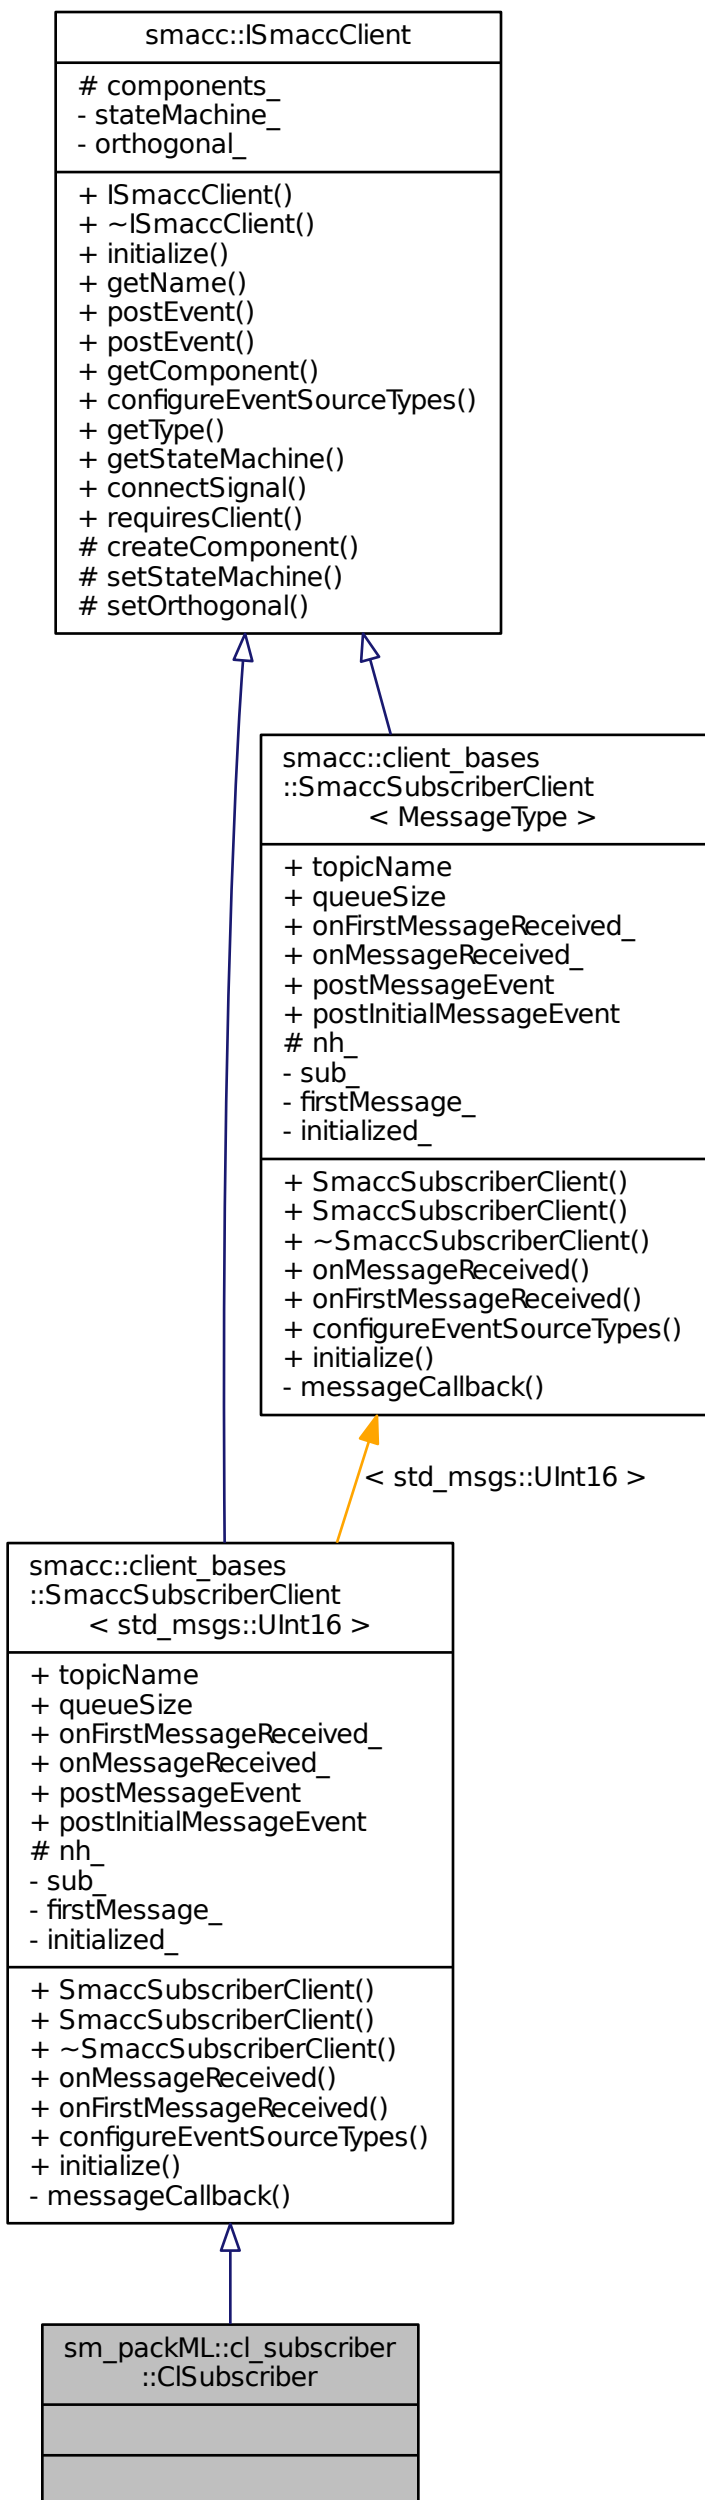 smacc::ISmaccClient
# components_
- stateMachine_
- orthogonal_
+ ISmaccClient()
+ ~ISmaccClient()
+ initialize()
+ getName()
+ postEvent()
+ postEvent()
+ getComponent()
+ configureEventSourceTypes()
+ getType()
+ getStateMachine()
+ connectSignal()
+ requiresClient()
# createComponent()
# setStateMachine()
# setOrthogonal()
smacc::client_bases
::SmaccSubscriberClient
< MessageType >
+ topicName
+ queueSize
+ onFirstMessageReceived_
+ onMessageReceived_
+ postMessageEvent
+ postInitialMessageEvent
# nh_
- sub_
- firstMessage_
- initialized_
+ SmaccSubscriberClient()
+ SmaccSubscriberClient()
+ ~SmaccSubscriberClient()
+ onMessageReceived()
+ onFirstMessageReceived()
+ configureEventSourceTypes()
+ initialize()
- messageCallback()
< std_msgs::UInt16 >
smacc::client_bases
::SmaccSubscriberClient
< std_msgs::UInt16 >
+ topicName
+ queueSize
+ onFirstMessageReceived_
+ onMessageReceived_
+ postMessageEvent
+ postInitialMessageEvent
# nh_
- sub_
- firstMessage_
- initialized_
+ SmaccSubscriberClient()
+ SmaccSubscriberClient()
+ ~SmaccSubscriberClient()
+ onMessageReceived()
+ onFirstMessageReceived()
+ configureEventSourceTypes()
+ initialize()
- messageCallback()
sm_packML::cl_subscriber
::ClSubscriber